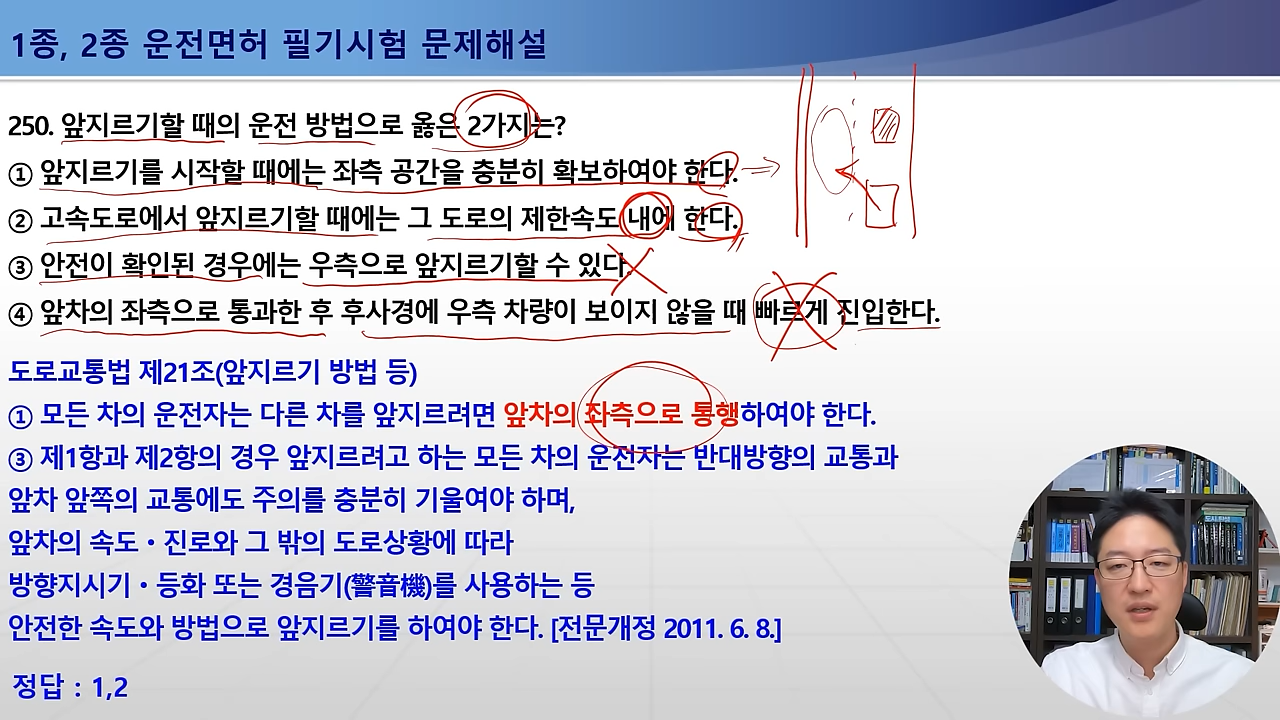 1종, 2종 운전면허 필기시험 문제해설
250. 앞지르기할 때의 운전 방법으로 옳은 2가지는?
① 앞지르기를 시작할 때에는 좌측 공간을 충분히 확보하여야 한다.
② 고속도로에서 앞지르기할 때에는 그 도로의 제한속도 내에 한다.
③ 안전이 확인된 경우에는 우측으로 앞지르기할 수 있다.
④ 앞차의 좌측으로 통과한 후 후사경에 우측 차량이 보이지 않을 때 빠르게 진입한다.
도로교통법 제21조(앞지르기 방법 등)
① 모든 차의 운전자는 다른 차를 앞지르려면 앞차의 좌측으로 통행하여야 한다.
③ 제1항과 제2항의 경우 앞지르려고 하는 모든 차의 운전자는 반대방향의 교통과
앞차 앞쪽의 교통에도 주의를 충분히 기울여야 하며,
앞차의 속도・진로와 그 밖의 도로상황에 따라
방향지시기・등화 또는 경음기(警音機)를 사용하는 등
안전한 속도와 방법으로 앞지르기를 하여야 한다. [전문개정 2011. 6. 8.]
정답 : 1,2